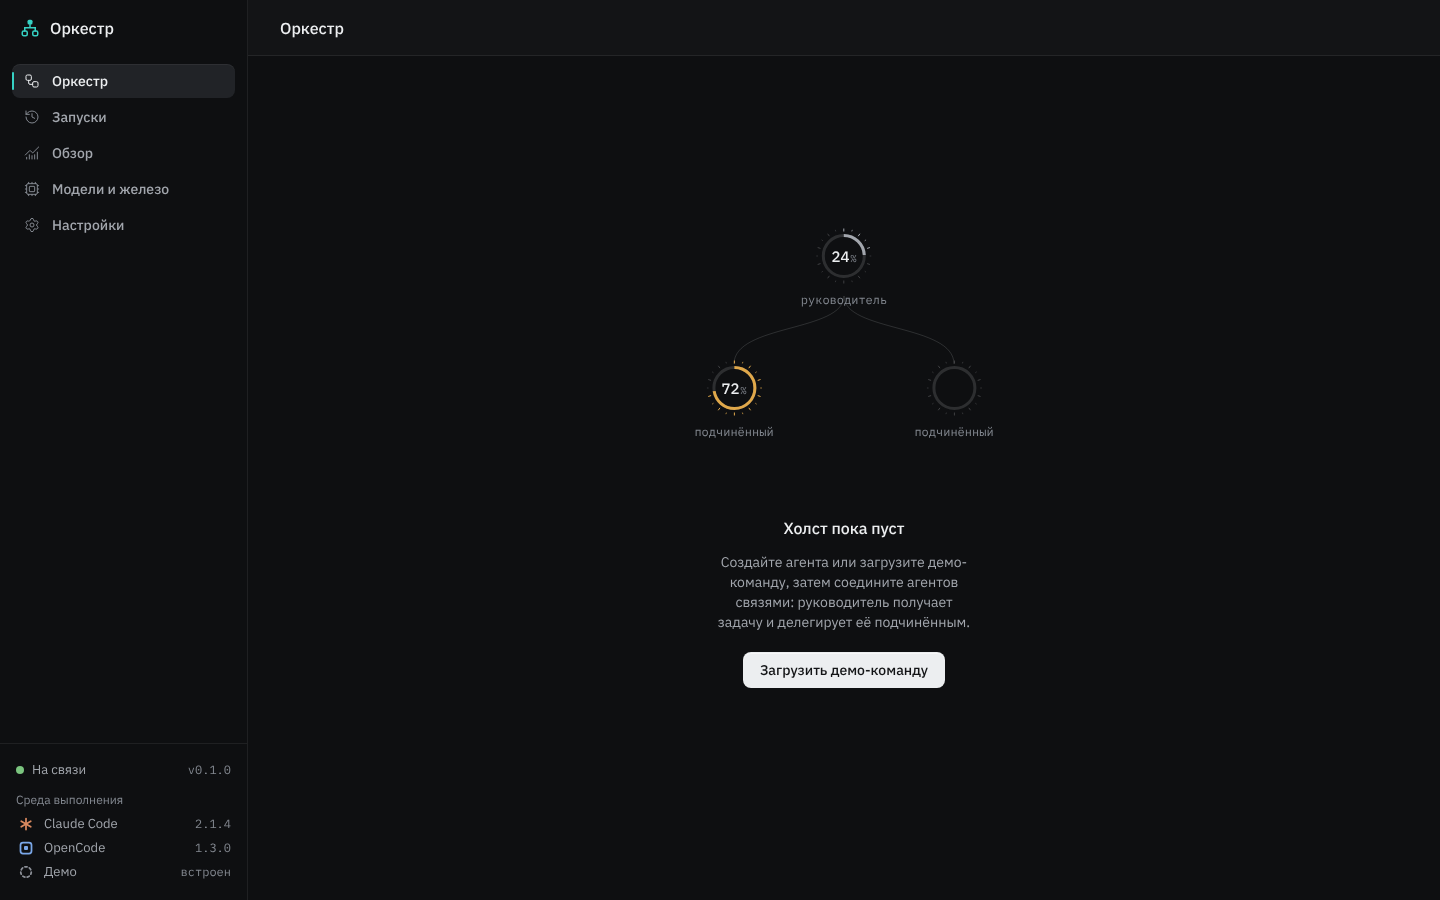 Оркестр
Оркестр
Запуски
Обзор
Модели и железо
Настройки
На связи v0.1.0
Среда выполнения
Claude Code 2.1.4
OpenCode 1.3.0
Демо встроен
Оркестр
24%
руководитель
72%
подчинённый подчинённый
Холст пока пуст
Создайте агента или загрузите демо-
команду, затем соедините агентов
связями: руководитель получает
задачу и делегирует её подчинённым.
Загрузить демо-команду